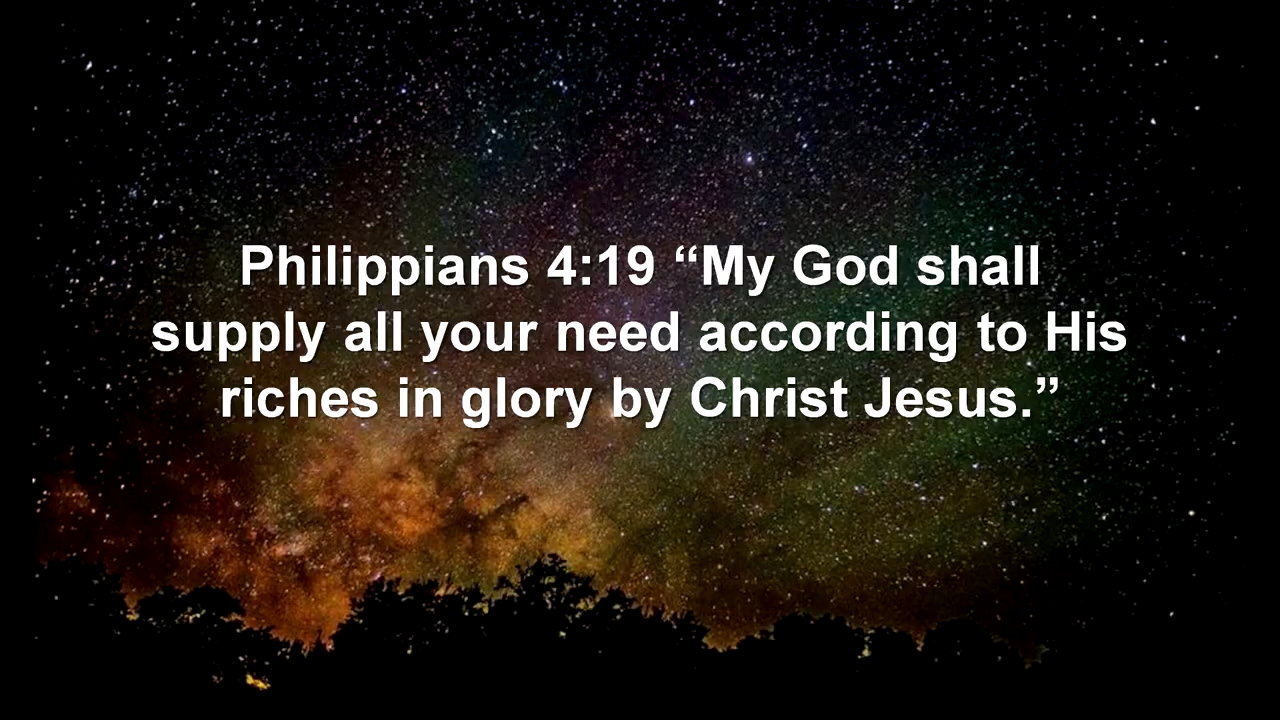 Philippians 4:19 “My God shall
supply all your need according to His
riches in glory by Christ Jesus.”